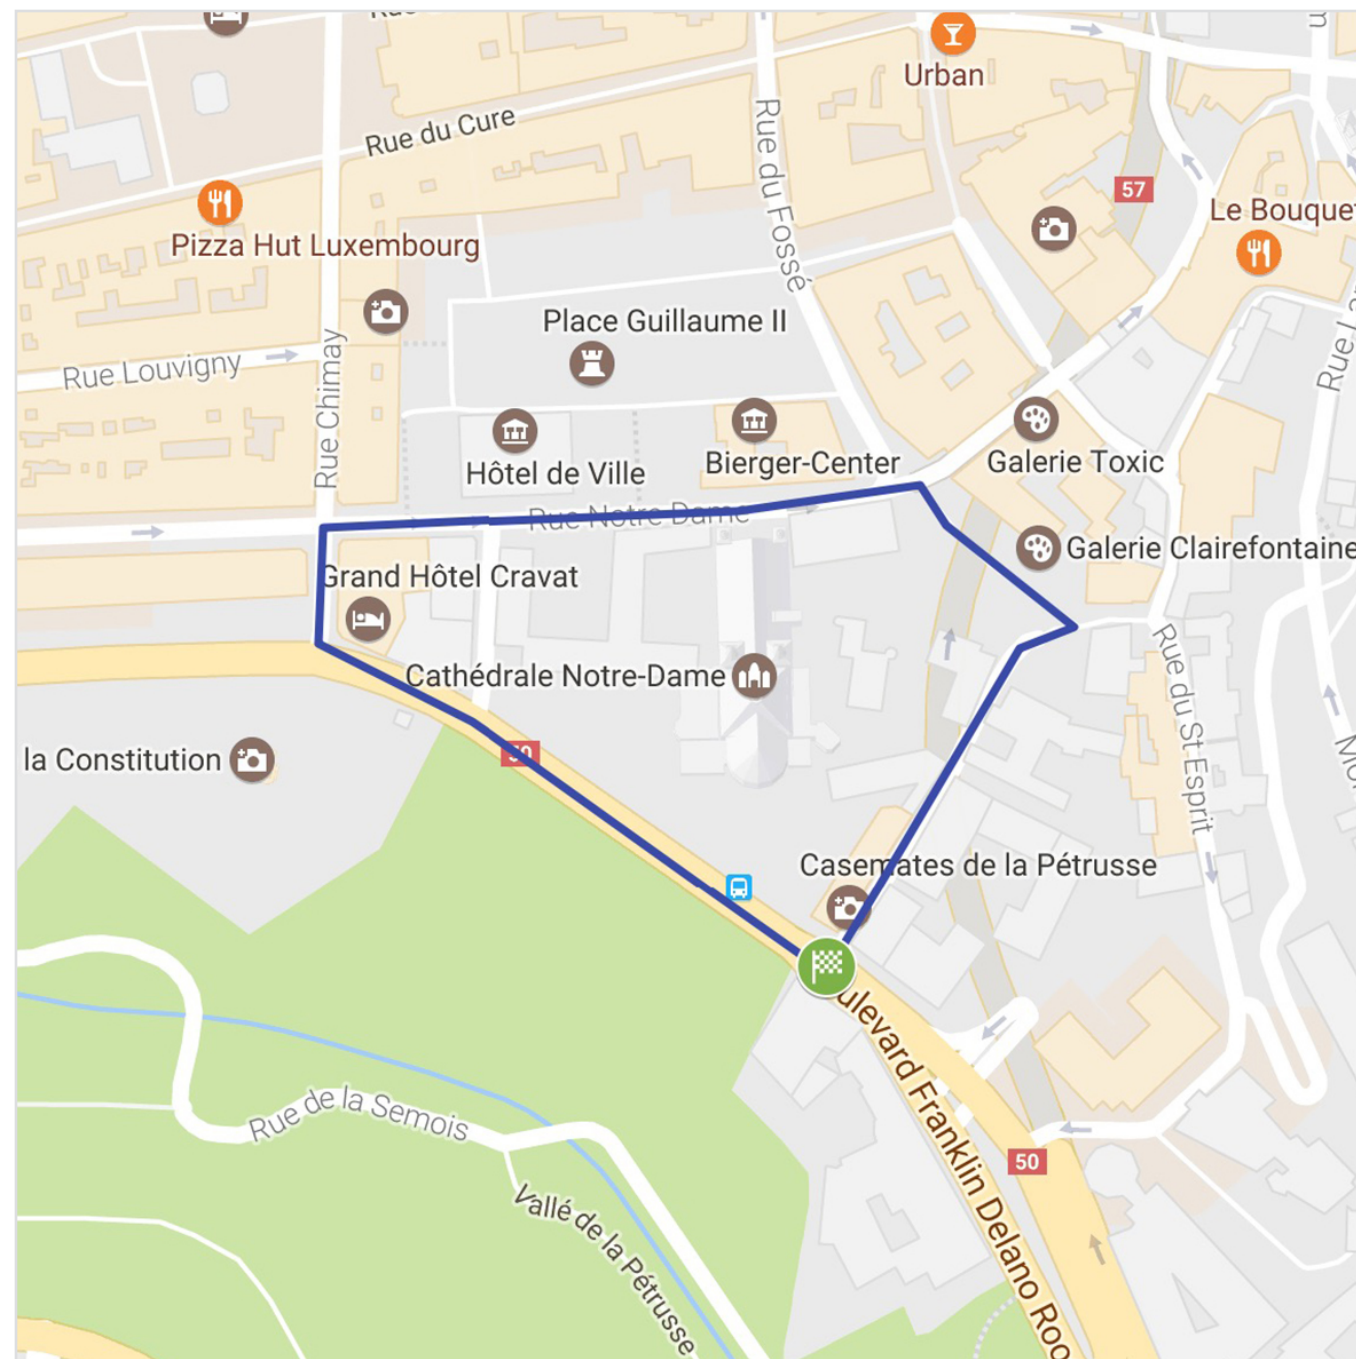 Urban
Rue du Cure
Rue du Fossé
57
Le Bouquet
Pizza Hut Luxembourg
Place Guillaume II
Rue Louvigny
Rue Chimay
Hôtel de Ville
Bierger-Center
Galerie Toxic
Rue Notre Dame
Galerie Clairefontaine
Grand Hôtel Cravat
Cathédrale Notre-Dame
Rue du St Esprit
la Constitution
50
Casemates de la Pétrusse
ulevard Franklin Delano Roo
Rue de la Semois
50
Vallé de la Pétrusse